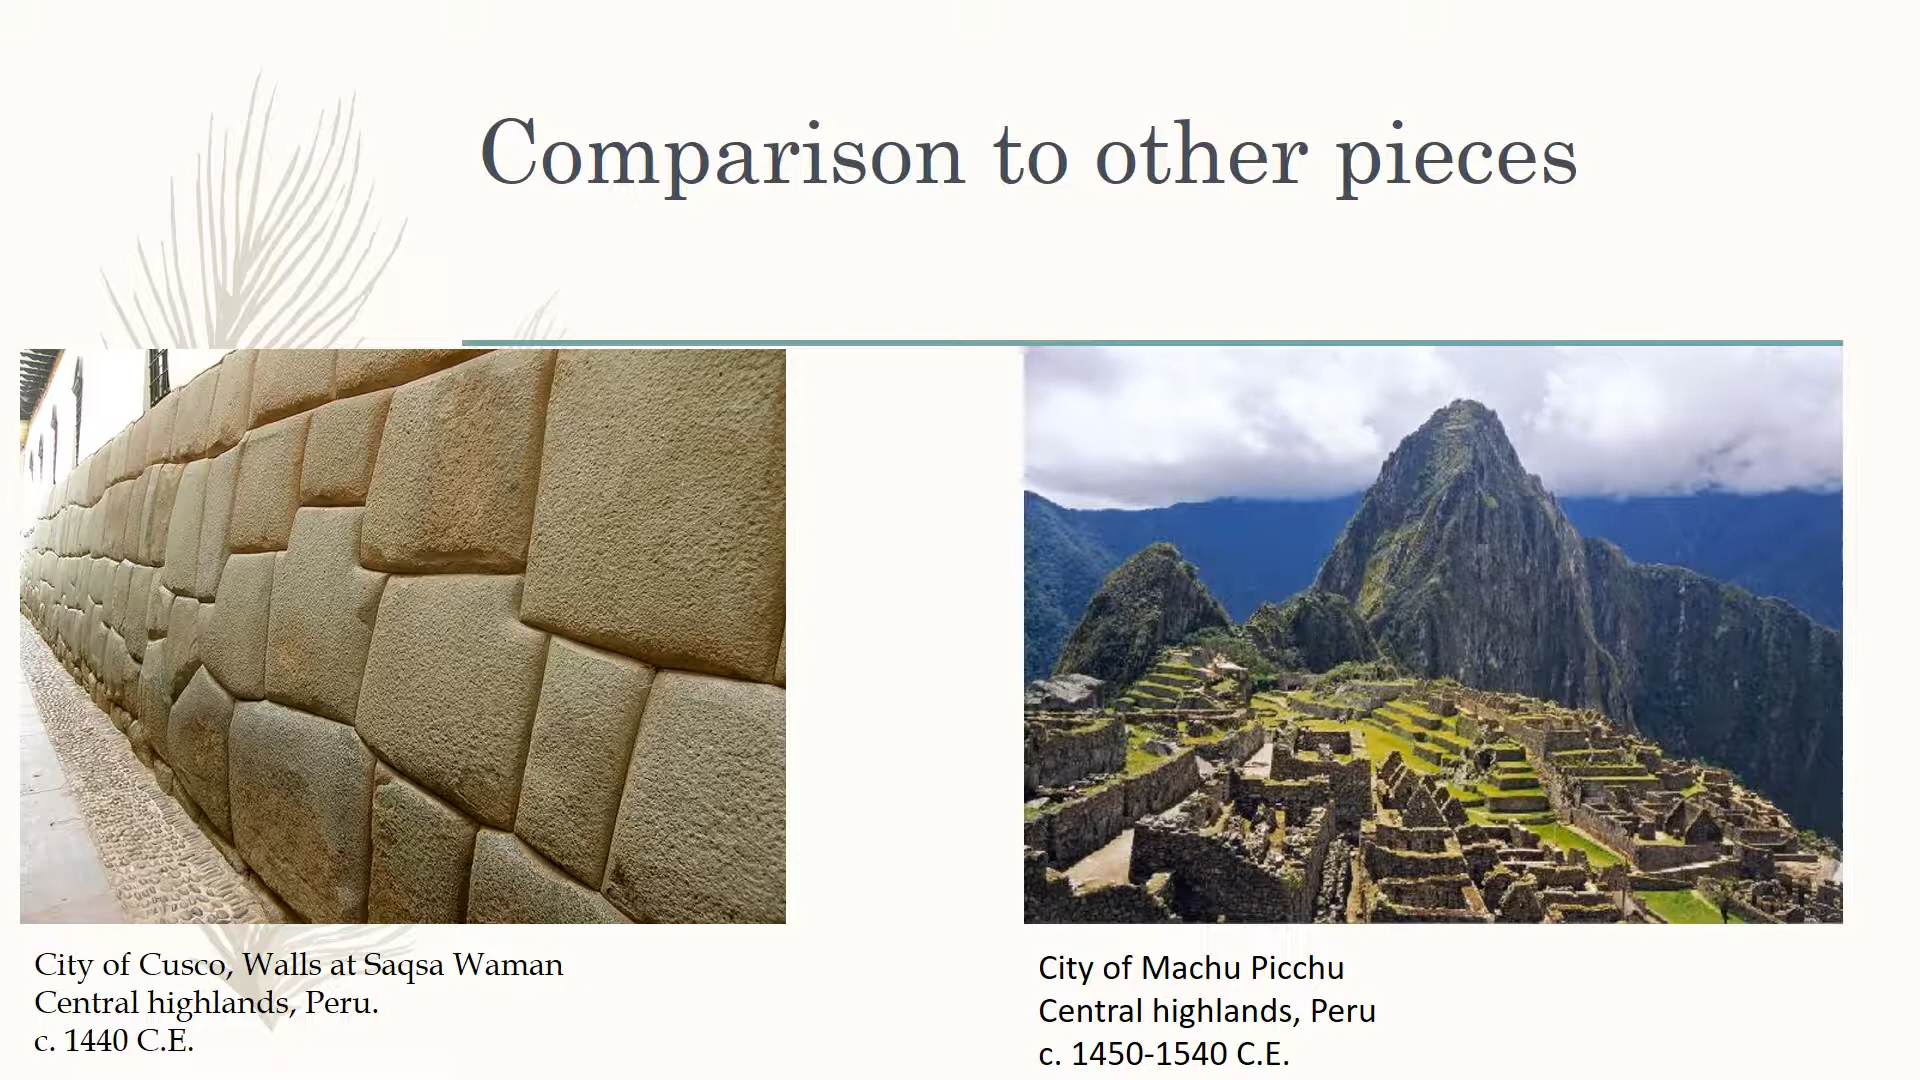 Comparison to other pieces
City of Cusco, Walls at Saqsa Waman
Central highlands, Peru.
c. 1440 C.E.
City of Machu Picchu
Central highlands, Peru
c. 1450-1540 C.E.